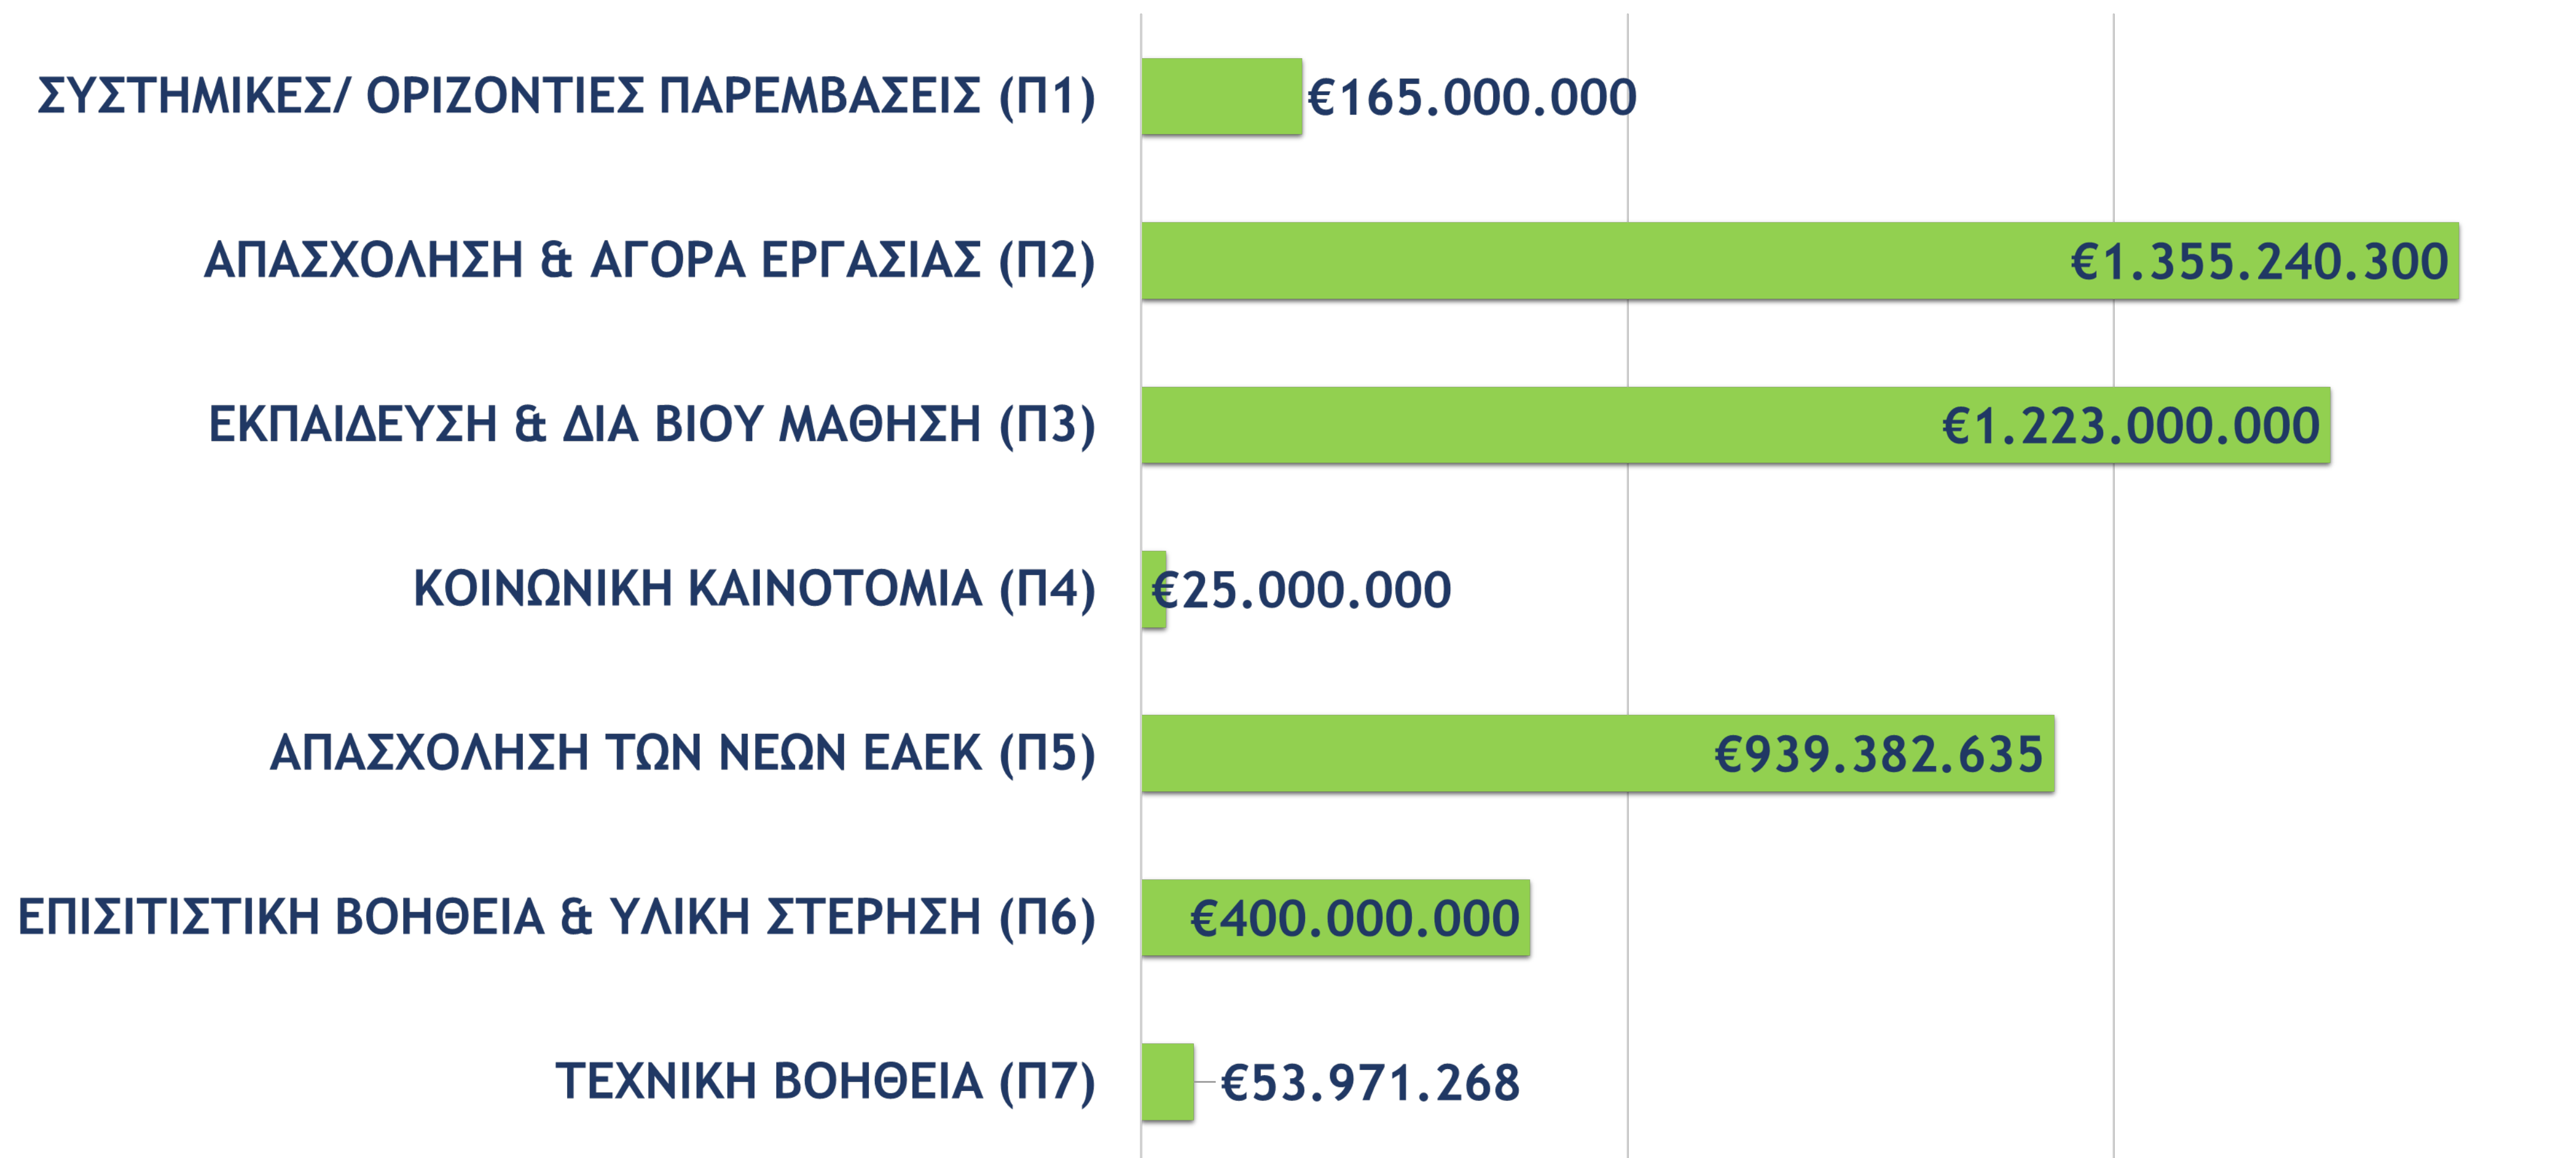 ΣΥΣΤΗΜΙΚΕΣ/ ΟΡΙΖΟΝΤΙΕΣ ΠΑΡΕΜΒΑΣΕΙΣ (Π1) €165.000.000
ΑΠΑΣΧΟΛΗΣΗ & ΑΓΟΡΑ ΕΡΓΑΣΙΑΣ (Π2) €1.355.240.300
ΕΚΠΑΙΔΕΥΣΗ & ΔΙΑ ΒΙΟΥ ΜΑΘΗΣΗ (Π3) €1.223.000.000
ΚΟΙΝΩΝΙΚΗ ΚΑΙΝΟΤΟΜΙΑ (Π4) €25.000.000
ΑΠΑΣΧΟΛΗΣΗ ΤΩΝ ΝΕΩΝ ΕΑΕΚ (Π5) €939.382.635
ΕΠΙΣΙΤΙΣΤΙΚΗ ΒΟΗΘΕΙΑ & ΥΛΙΚΗ ΣΤΕΡΗΣΗ (Π6) €400.000.000
ΤΕΧΝΙΚΗ ΒΟΗΘΕΙΑ (Π7) €53.971.268